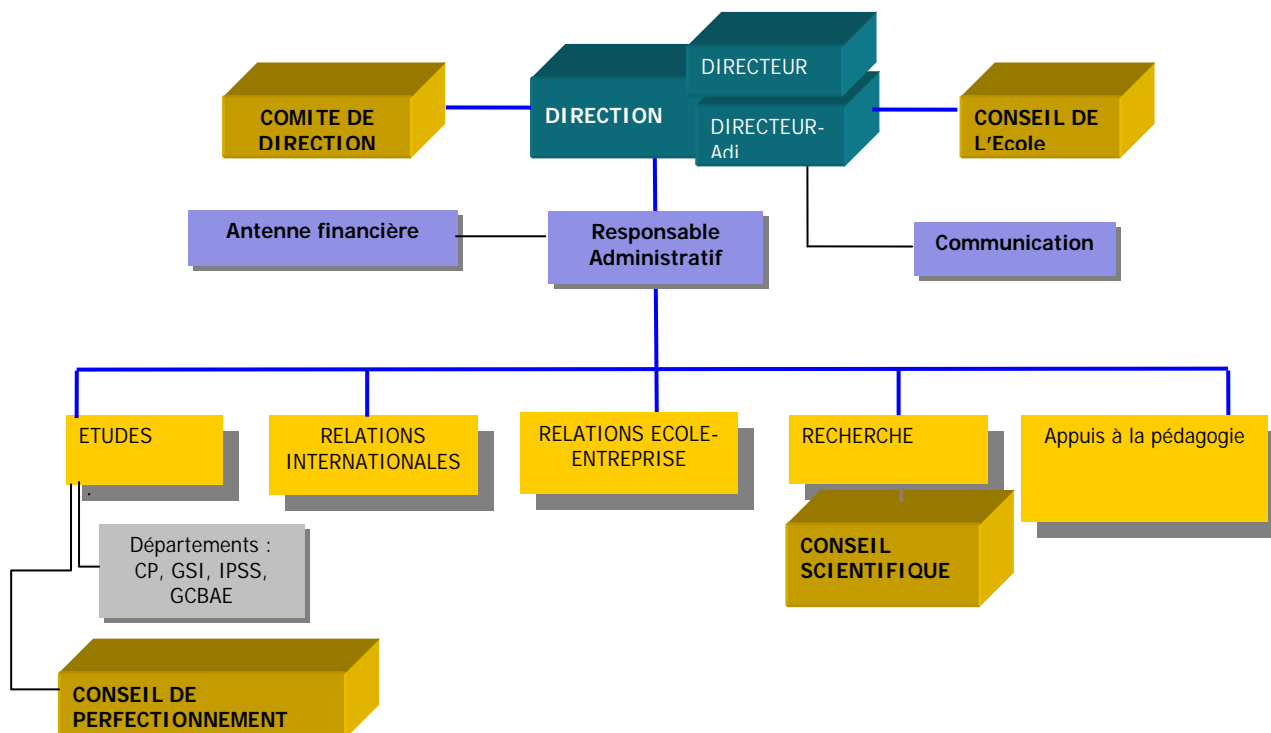 DIRECTEUR
DIRECTION
DIRECTEUR-
Adj
COMITE DE
DIRECTION
CONSEIL DE
L'Ecole
Antenne financière
Responsable
Administratif
Communication
ETUDES
RELATIONS
INTERNATIONALES
RELATIONS ECOLE-
ENTREPRISE
RECHERCHE
Appuis à la pédagogie
.
Départements :
CP, GSI, IPSS,
GCBAE
CONSEIL
SCIENTIFIQUE
CONSEIL DE
PERFECTIONNEMENT